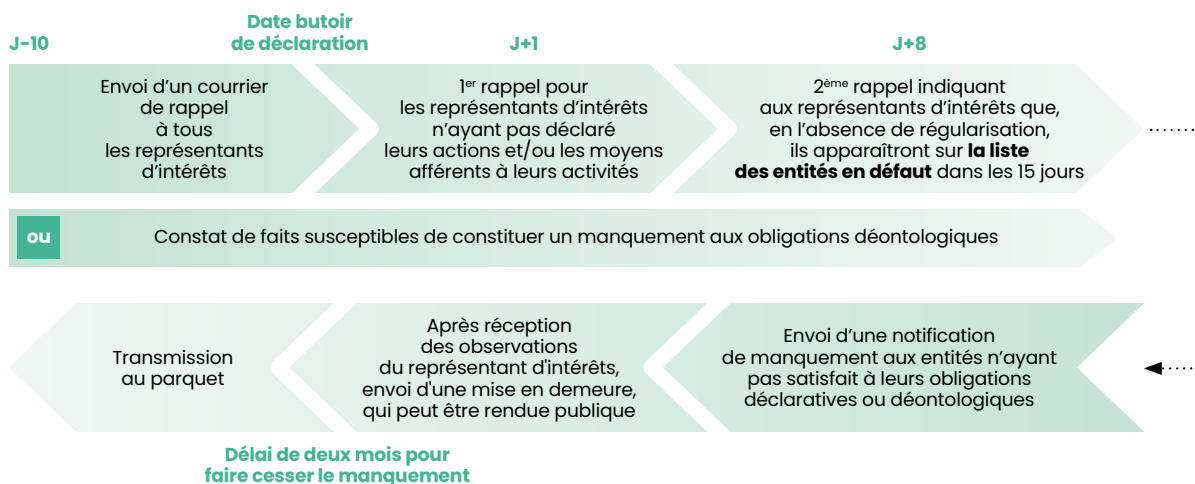 J-10
Date butoir
de déclaration
J+1
J+8
Envoi d'un courrier
de rappel
à tous
les représentants
d'intérêts
1er rappel pour
les représentants d'intérêts
n'ayant pas déclaré
leurs actions et/ou les moyens
afférents à leurs activités
2ème rappel indiquant
aux représentants d'intérêts que,
en l'absence de régularisation,
ils apparaîtront sur la liste
des entités en défaut dans les 15 jours
ou
Constat de faits susceptibles de constituer un manquement aux obligations déontologiques
Envoi d'une notification
de manquement aux entités n'ayant
pas satisfait à leurs obligations
déclaratives ou déontologiques
Après réception
des observations
du représentant d'intérêts,
envoi d'une mise en demeure,
qui peut être rendue publique
Transmission
au parquet
Délai de deux mois pour
faire cesser le manquement